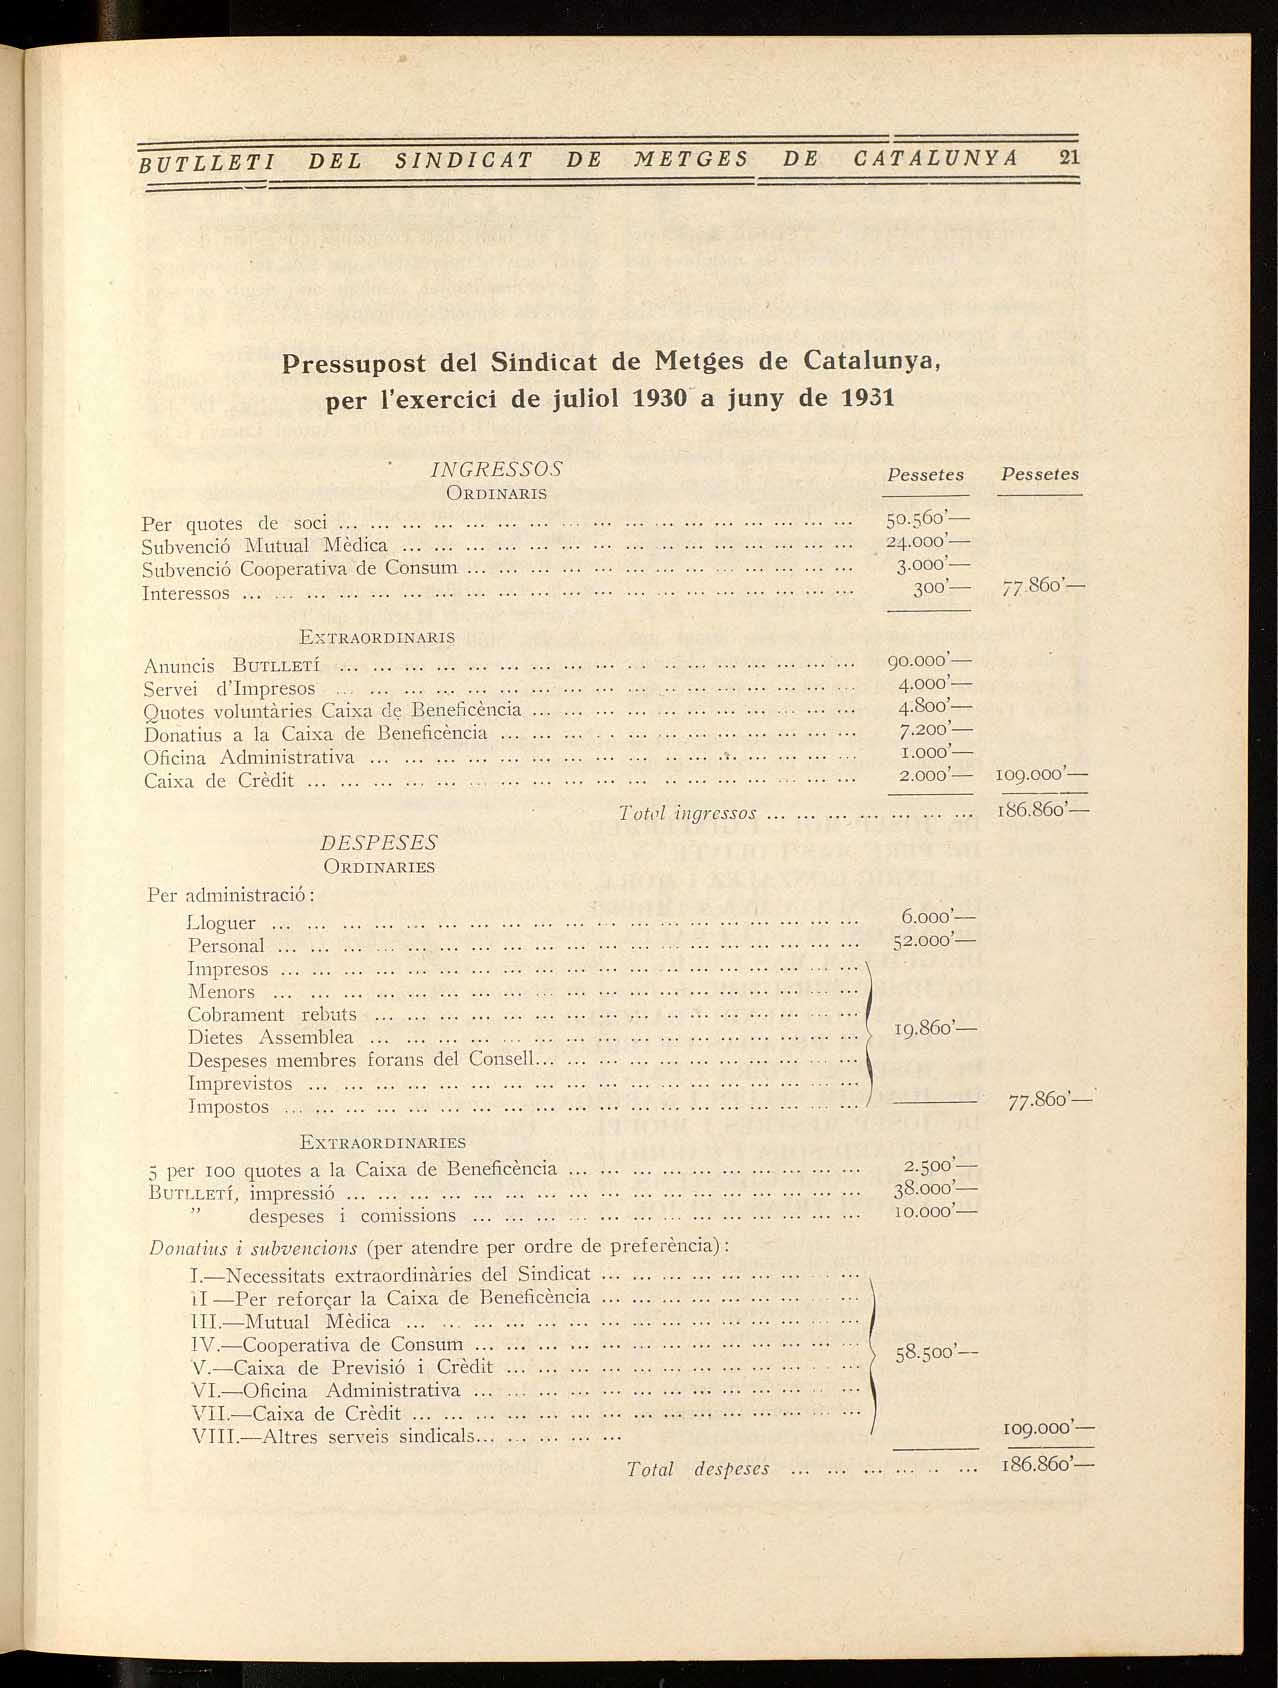 BUTLLETI DEL SINDICAT DE METGES DE CATALUNYA 21
Pressupost del Sindicat de Metges de Catalunya,
per l'exercici de juliol 1930 a juny de 1931
INGRESSOS Pessetes Pessetes
ORDINARIS
Per quotes de soci ... 50.560'—
Subvenció Mutual Mèdica ... 24.000'—
Subvenció Cooperativa de Consum ... 3.000'—
Interessos ... 300'— 77.860'—
EXTRAORDINARIS
Anuncis BUTLLETÍ ... 90.000'—
Servei d'Impresos ... 4.000'—
Quotes voluntàries Caixa de Beneficència ... 4.800'—
Donatius a la Caixa de Beneficència ... 7.200'—
Oficina Administrativa ... 1.000'—
Caixa de Crèdit ... 2.000'— 109.000'—
Total ingressos ... 186.860'—
DESPESES
ORDINARIES
Per administració:
Lloguer ... 6.000'—
Personal ... 52.000'—
Impresos ...
Menors ...
Cobrament rebuts ...
Dietes Assemblea ... 19.860'—
Despeses membres forans del Consell...
Imprevistos ...
Impostos ... 77.860'—
EXTRAORDINARIES
5 per 100 quotes a la Caixa de Beneficència ... 2.500'—
BUTLLETÍ, impressió ... 38.000'—
" despeses i comissions ... 10.000'—
Donatius i subvencions (per atendre per ordre de preferència):
I.—Necessitats extraordinàries del Sindicat ...
II—Per reforçar la Caixa de Beneficència ...
III.—Mutual Mèdica ...
IV.—Cooperativa de Consum ... 58.500'—
V.—Caixa de Previsió i Crèdit ...
VI.—Oficina Administrativa ...
VII.—Caixa de Crèdit ...
VIII.—Altres serveis sindicals... 109.000'—
Total despeses ... 186.860'—